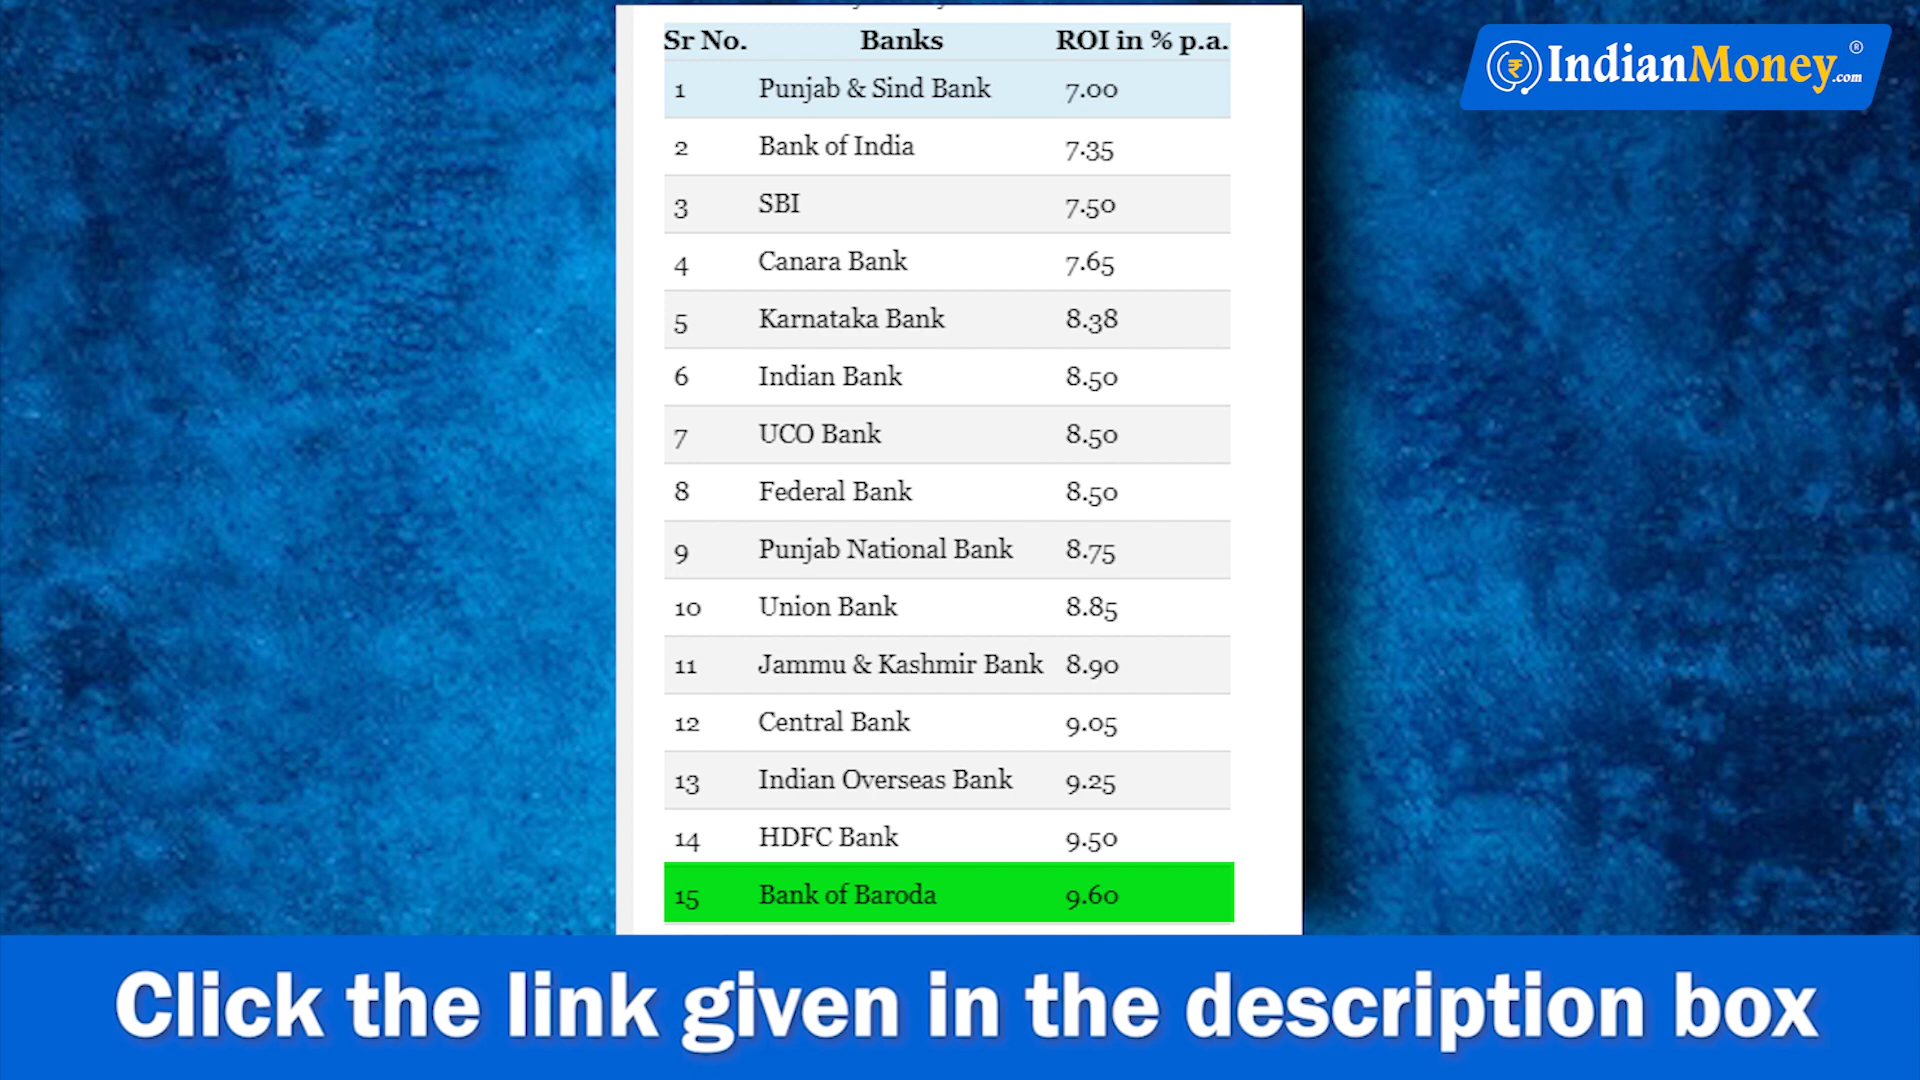 Sr No. Banks ROI in % p.a.
1 Punjab & Sind Bank 7.00
2 Bank of India 7.35
3 SBI 7.50
4 Canara Bank 7.65
5 Karnataka Bank 8.38
6 Indian Bank 8.50
7 UCO Bank 8.50
8 Federal Bank 8.50
9 Punjab National Bank 8.75
10 Union Bank 8.85
11 Jammu & Kashmir Bank 8.90
12 Central Bank 9.05
13 Indian Overseas Bank 9.25
14 HDFC Bank 9.50
15 Bank of Baroda 9.60
₹ IndianMoney.com ®
Click the link given in the description box